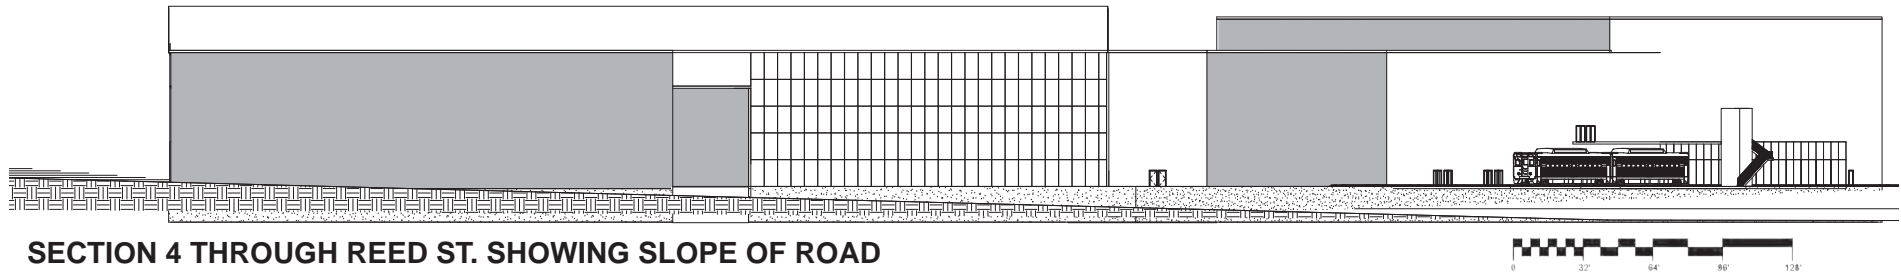 SECTION 4 THROUGH REED ST. SHOWING SLOPE OF ROAD
0 32' 64' 96' 128'